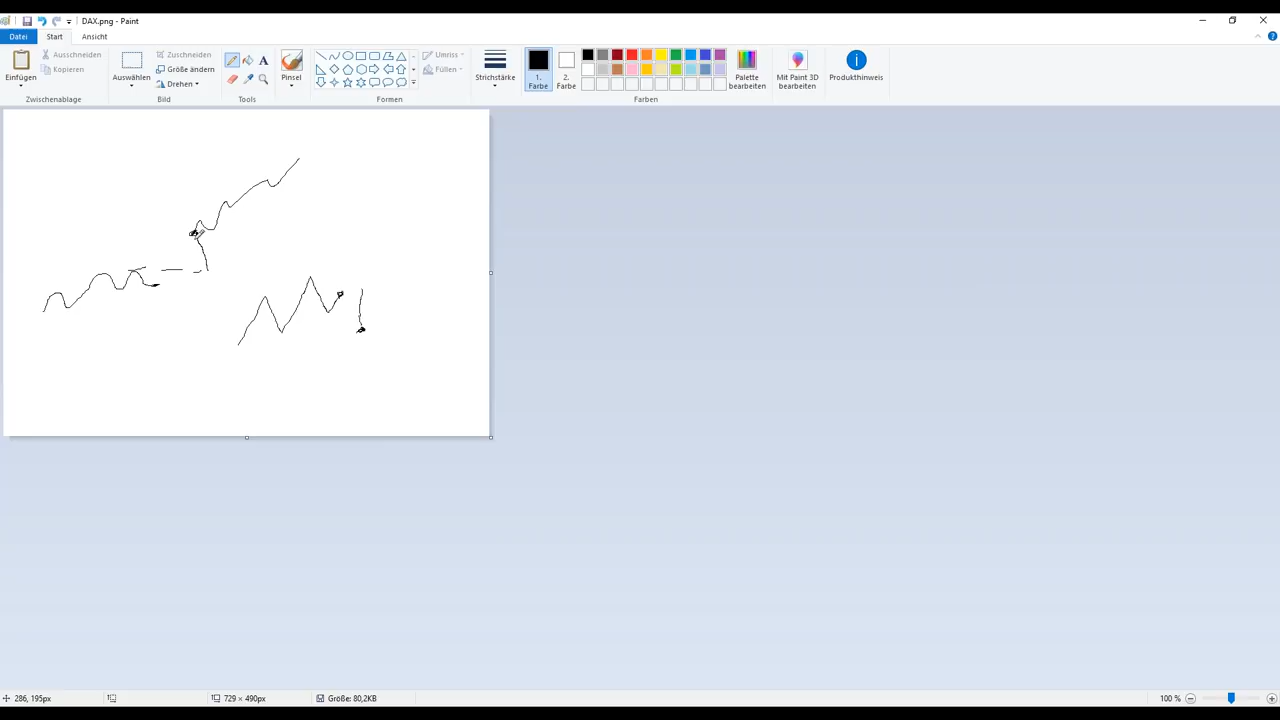 DAX.png - Paint
Datei Start Ansicht
Einfügen
Ausschneiden
Kopieren
Zwischenablage
Auswählen
Zuschneiden
Größe ändern
Drehen
Bild
A
Tools
Pinsel
Formen
Umriss
Füllen
Strichstärke
1.
Farbe
2.
Farbe
Farben
Palette
bearbeiten
Mit Paint 3D
bearbeiten
Produkthinweis
286, 195px
729 × 490px
Größe: 80,2KB
100 %